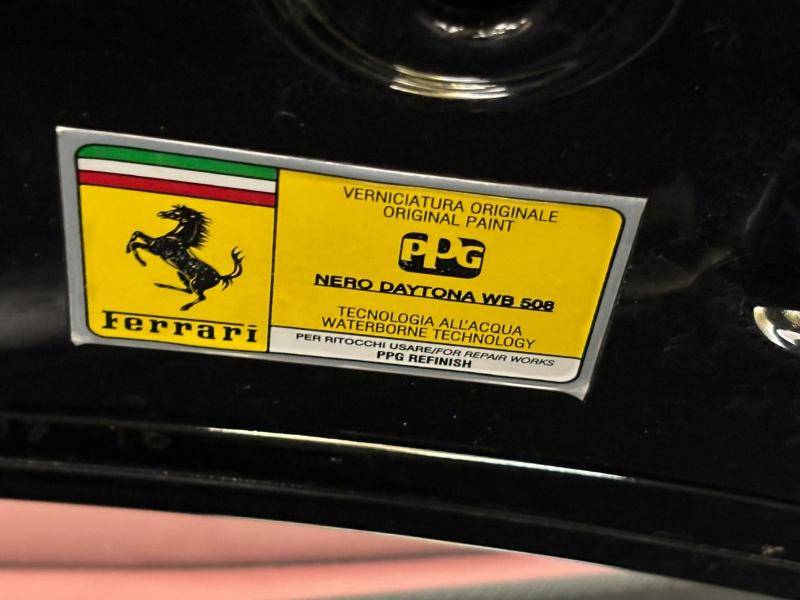 Ferrari
VERNICIATURA ORIGINALE
ORIGINAL PAINT
PPG
NERO DAYTONA WB 508
TECNOLOGIA ALL'ACQUA
WATERBORNE TECHNOLOGY
PER RITOCCHI USARE/FOR REPAIR WORKS
PPG REFINISH